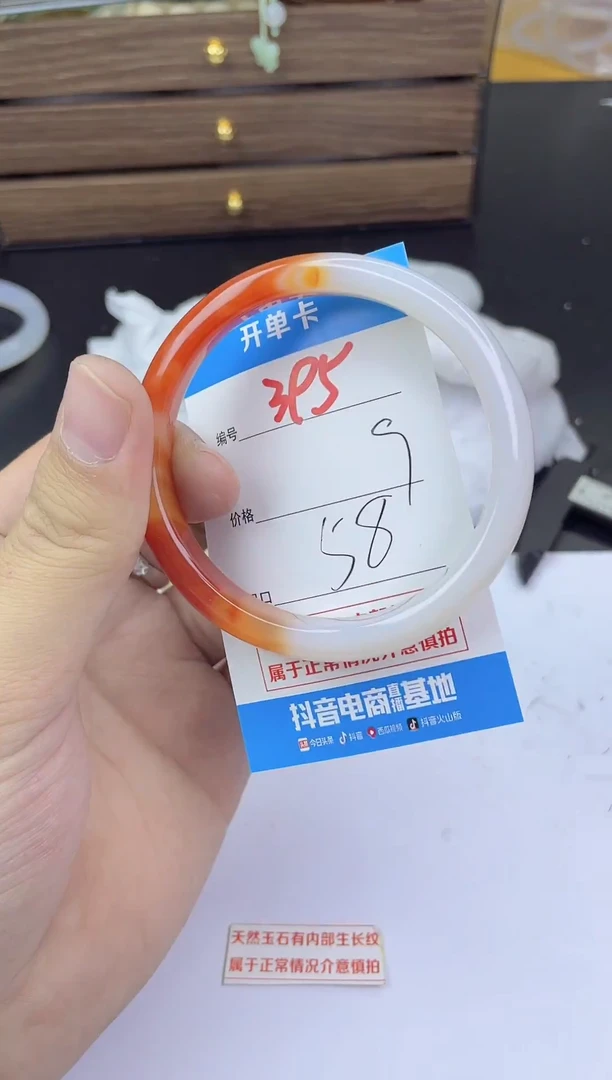 开单卡
编号 395
9
价格
58
口
属于正常情况介意慎拍
抖音电商直播基地
今日头条 抖音 西瓜视频 抖音火山版
天然玉石有内部生长纹
属于正常情况介意慎拍